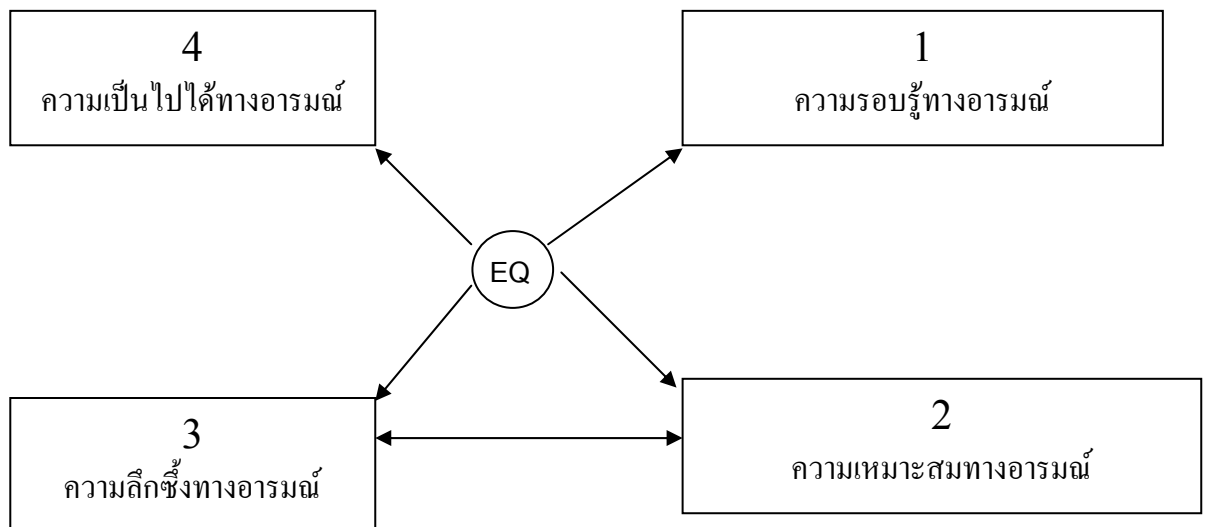 4
ความเป็นไปได้ทางอารมณ์
1
ความรอบรู้ทางอารมณ์
EQ
3
ความลึกซึ้งทางอารมณ์
2
ความเหมาะสมทางอารมณ์